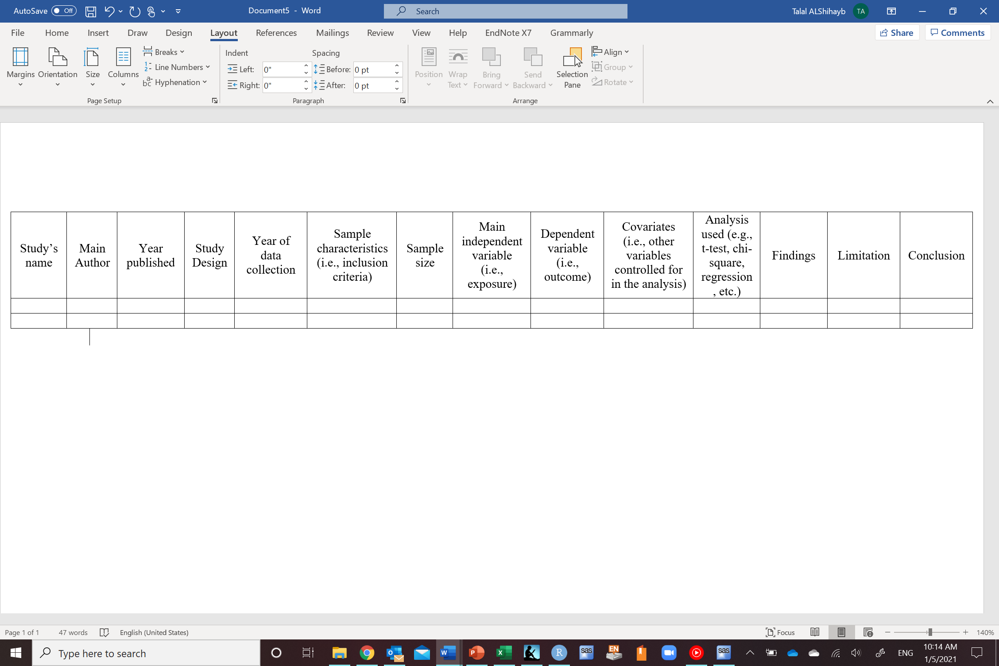 AutoSave Off Document5 - Word Search Talal ALShihayb TA
File Home Insert Draw Design Layout References Mailings Review View Help EndNote X7 Grammarly Share Comments
Margins Orientation Size Columns
Breaks
Line Numbers
Hyphenation
Page Setup
Indent Spacing
Left: 0" Before: 0 pt
Right: 0" After: 0 pt
Paragraph
Position
Wrap
Text
Bring
Forward
Send
Backward
Selection
Pane
Align
Group
Rotate
Arrange
Study’s
name
Main
Author
Year
published
Study
Design
Year of
data
collection
Sample
characteristics
(i.e., inclusion
criteria)
Sample
size
Main
independent
variable
(i.e.,
exposure)
Dependent
variable
(i.e.,
outcome)
Covariates
(i.e., other
variables
controlled for
in the analysis)
Analysis
used (e.g.,
t-test, chi-
square,
regression
, etc.)
Findings
Limitation
Conclusion
Page 1 of 1 47 words English (United States) Focus 140%
Type here to search
ENG
10:14 AM
1/5/2021